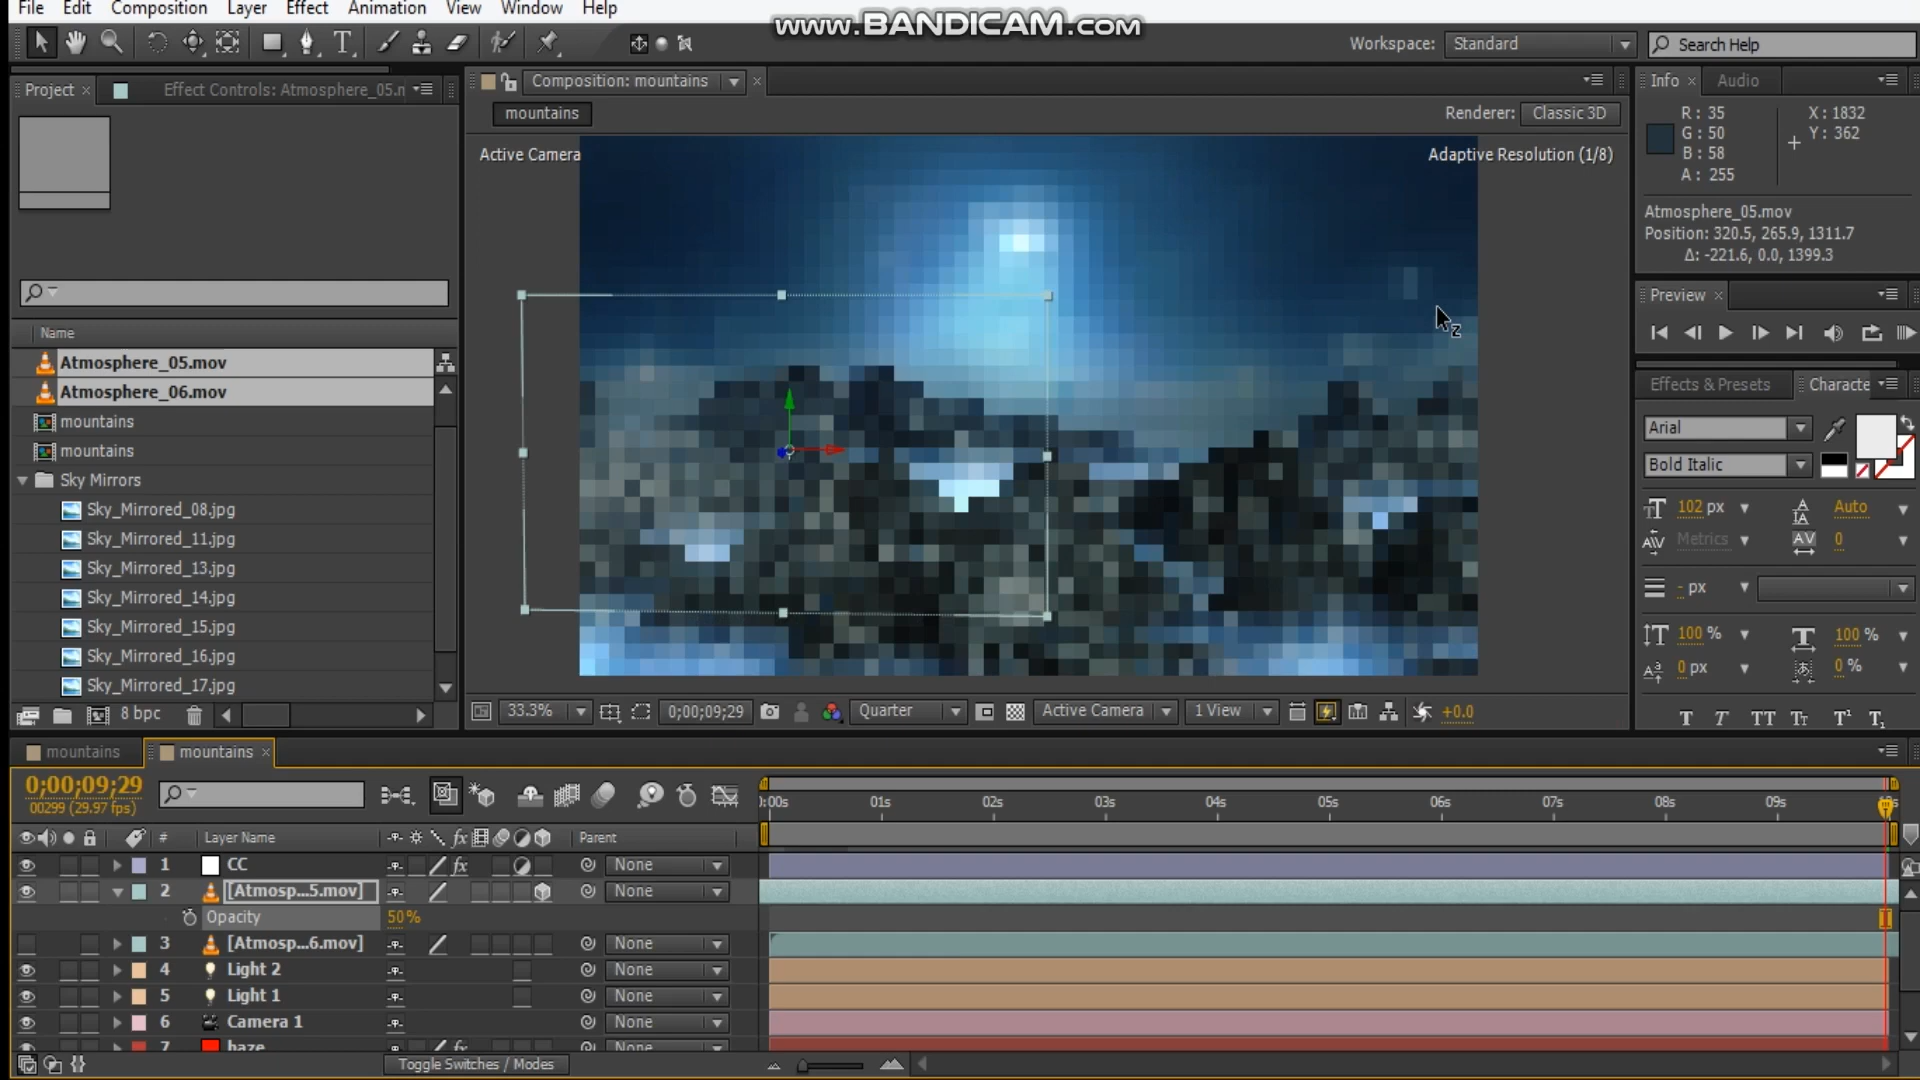 File Edit Composition Layer Effect Animation View Window Help
www.BANDICAM.com
Workspace: Standard
Search Help
Project × Effect Controls: Atmosphere_05.n
Composition: mountains ×
Info × Audio
mountains
Renderer: Classic 3D
R: 35
G: 50
B: 58
A: 255
X: 1832
Y: 362
Active Camera
Adaptive Resolution (1/8)
Atmosphere_05.mov
Position: 320.5, 265.9, 1311.7
Δ: -221.6, 0.0, 1399.3
Preview ×
Name
Atmosphere_05.mov
Atmosphere_06.mov
mountains
mountains
Sky Mirrors
Sky_Mirrored_08.jpg
Sky_Mirrored_11.jpg
Sky_Mirrored_13.jpg
Sky_Mirrored_14.jpg
Sky_Mirrored_15.jpg
Sky_Mirrored_16.jpg
Sky_Mirrored_17.jpg
8 bpc
Effects & Presets Characte
Arial
Bold Italic
102 px Auto
Metrics 0
- px
100 % 100 %
0 px 0 %
T T TT Tt T¹ T₁
33.3% 0;00;09;29 Quarter Active Camera 1 View +0.0
mountains mountains ×
0;00;09;29
00299 (29.97 fps)
01s 02s 03s 04s 05s 06s 07s 08s 09s
# Layer Name fx Parent
1 CC fx None
2 [Atmosp...5.mov] None
Opacity 50%
3 [Atmosp...6.mov] None
4 Light 2 None
5 Light 1 None
6 Camera 1 None
7 haze fx None
Toggle Switches / Modes